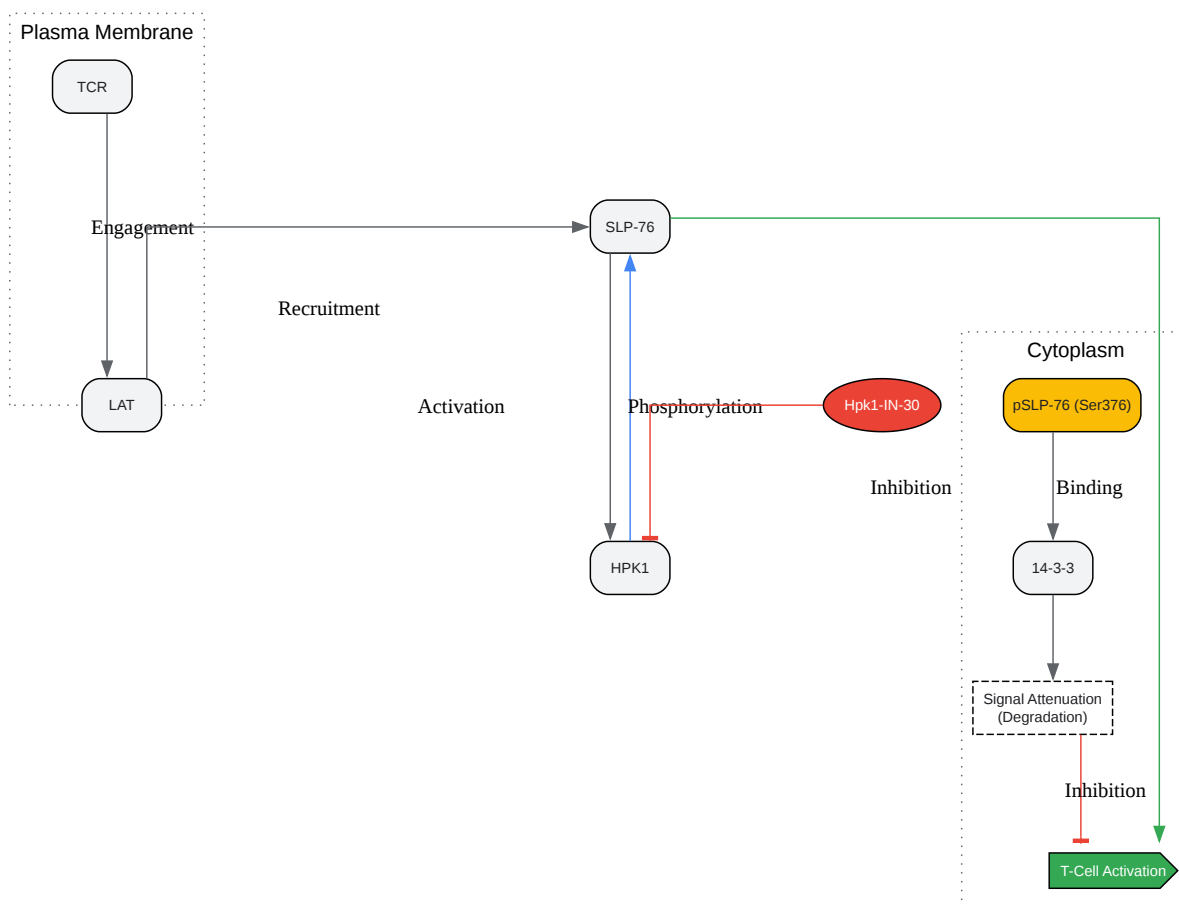 Plasma Membrane
TCR
Engagement
SLP-76
Recruitment
Cytoplasm
LAT
Activation
Phosphorylation
Hpk1-IN-30
pSLP-76 (Ser376)
Inhibition
Binding
HPK1
14-3-3
Signal Attenuation
(Degradation)
Inhibition
T-Cell Activation